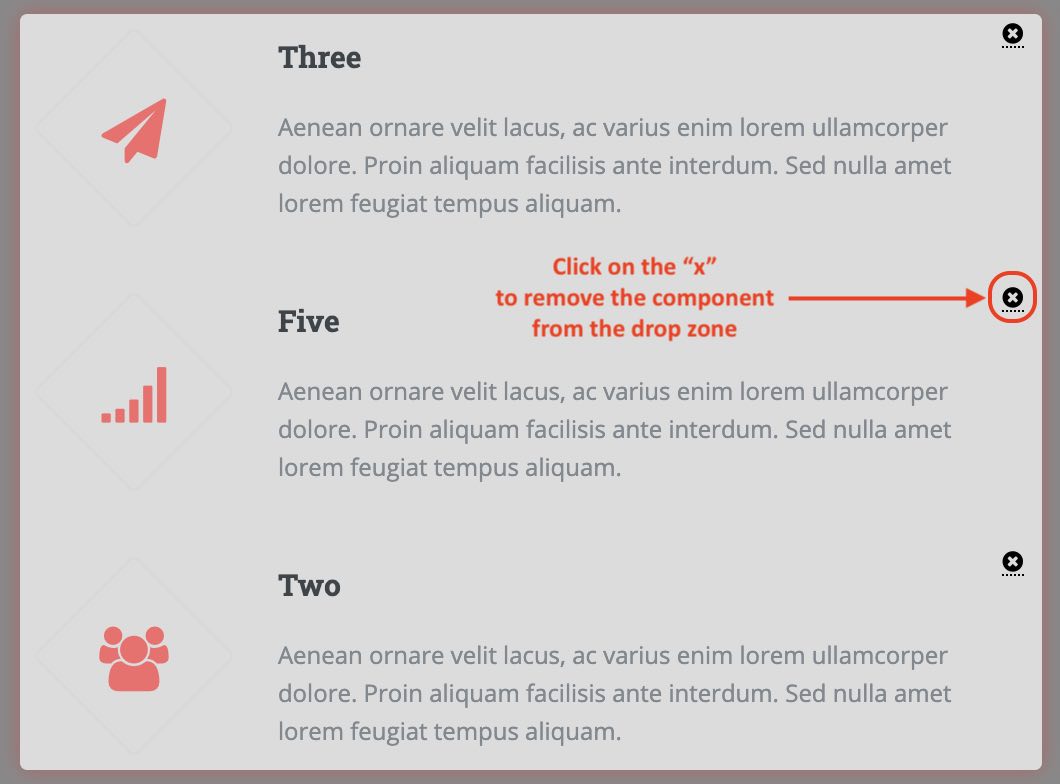 Three
Aenean ornare velit lacus, ac varius enim lorem ullamcorper
dolore. Proin aliquam facilisis ante interdum. Sed nulla amet
lorem feugiat tempus aliquam.
Click on the “x”
to remove the component
from the drop zone
Five
Aenean ornare velit lacus, ac varius enim lorem ullamcorper
dolore. Proin aliquam facilisis ante interdum. Sed nulla amet
lorem feugiat tempus aliquam.
Two
Aenean ornare velit lacus, ac varius enim lorem ullamcorper
dolore. Proin aliquam facilisis ante interdum. Sed nulla amet
lorem feugiat tempus aliquam.